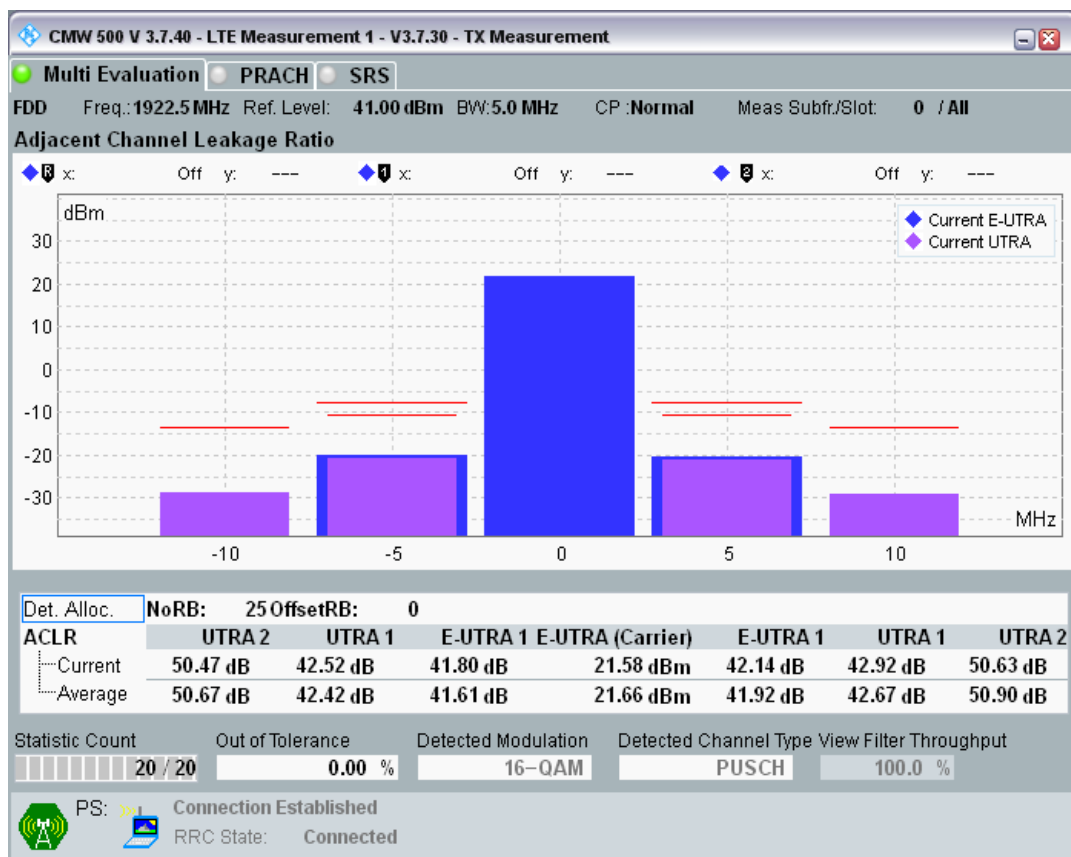 CMW 500 V 3.7.40 - LTE Measurement 1 - V3.7.30 - TX Measurement
Multi Evaluation PRACH SRS
FDD Freq.: 1922.5 MHz Ref. Level: 41.00 dBm BW: 5.0 MHz CP : Normal Meas Subfr./Slot: 0 / All
Adjacent Channel Leakage Ratio
R x: Off y: --- 1 x: Off y: --- 2 x: Off y: ---
dBm
Current E-UTRA
Current UTRA
30
20
10
0
-10
-20
-30
MHz
-10 -5 0 5 10
Det. Alloc. NoRB: 25 OffsetRB: 0
ACLR UTRA 2 UTRA 1 E-UTRA 1 E-UTRA (Carrier) E-UTRA 1 UTRA 1 UTRA 2
Current 50.47 dB 42.52 dB 41.80 dB 21.58 dBm 42.14 dB 42.92 dB 50.63 dB
Average 50.67 dB 42.42 dB 41.61 dB 21.66 dBm 41.92 dB 42.67 dB 50.90 dB
Statistic Count Out of Tolerance Detected Modulation Detected Channel Type View Filter Throughput
20 / 20 0.00 % 16-QAM PUSCH 100.0 %
PS: Connection Established
RRC State: Connected